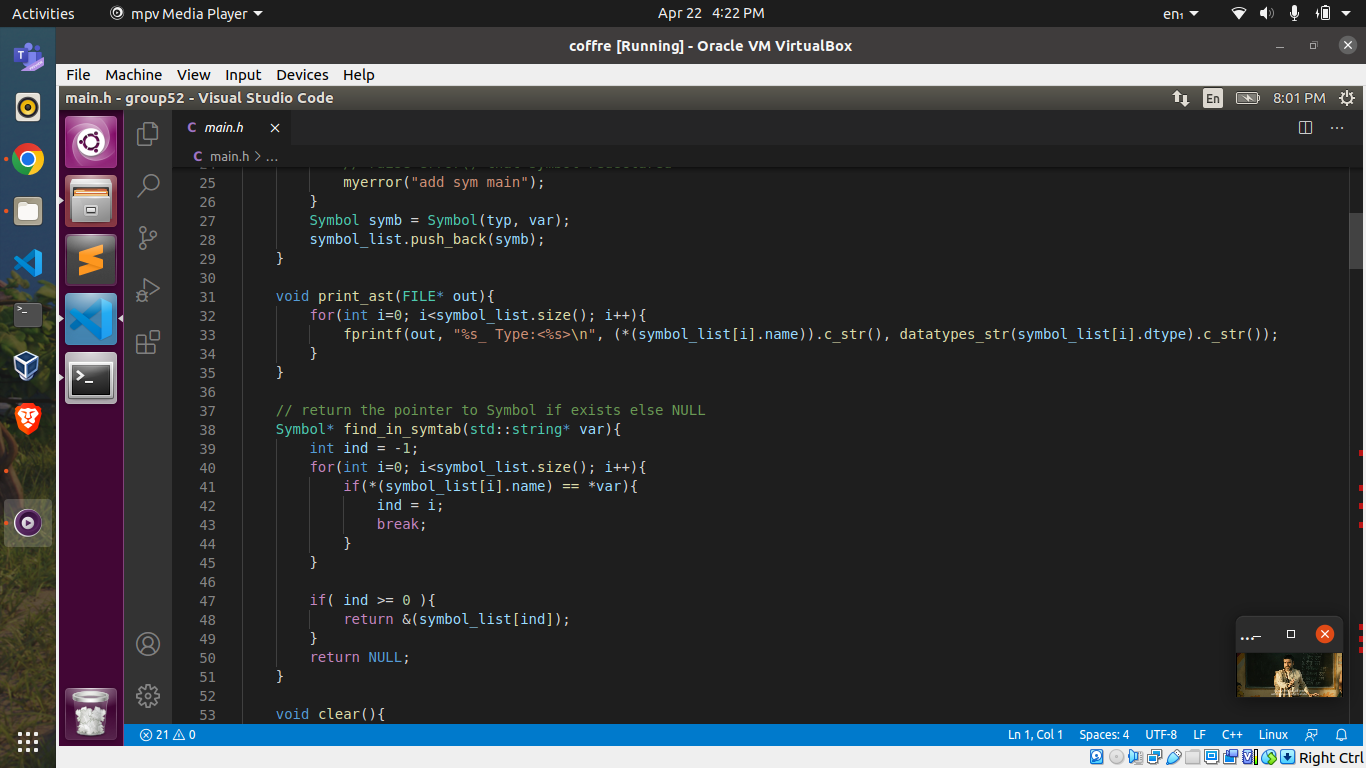 Activities
mpv Media Player
Apr 22 4:22 PM
en₁
coffre [Running] - Oracle VM VirtualBox
File Machine View Input Devices Help
main.h - group52 - Visual Studio Code
En
8:01 PM
C main.h
C main.h > ...
25 myerror("add sym main");
26 }
27 Symbol symb = Symbol(typ, var);
28 symbol_list.push_back(symb);
29 }
30
31 void print_ast(FILE* out){
32 for(int i=0; i<symbol_list.size(); i++){
33 fprintf(out, "%s_ Type:<%s>\n", (*(symbol_list[i].name)).c_str(), datatypes_str(symbol_list[i].dtype).c_str());
34 }
35 }
36
37 // return the pointer to Symbol if exists else NULL
38 Symbol* find_in_symtab(std::string* var){
39 int ind = -1;
40 for(int i=0; i<symbol_list.size(); i++){
41 if(*(symbol_list[i].name) == *var){
42 ind = i;
43 break;
44 }
45 }
46
47 if( ind >= 0 ){
48 return &(symbol_list[ind]);
49 }
50 return NULL;
51 }
52
53 void clear(){
21 0
Ln 1, Col 1 Spaces: 4 UTF-8 LF C++ Linux
Right Ctrl